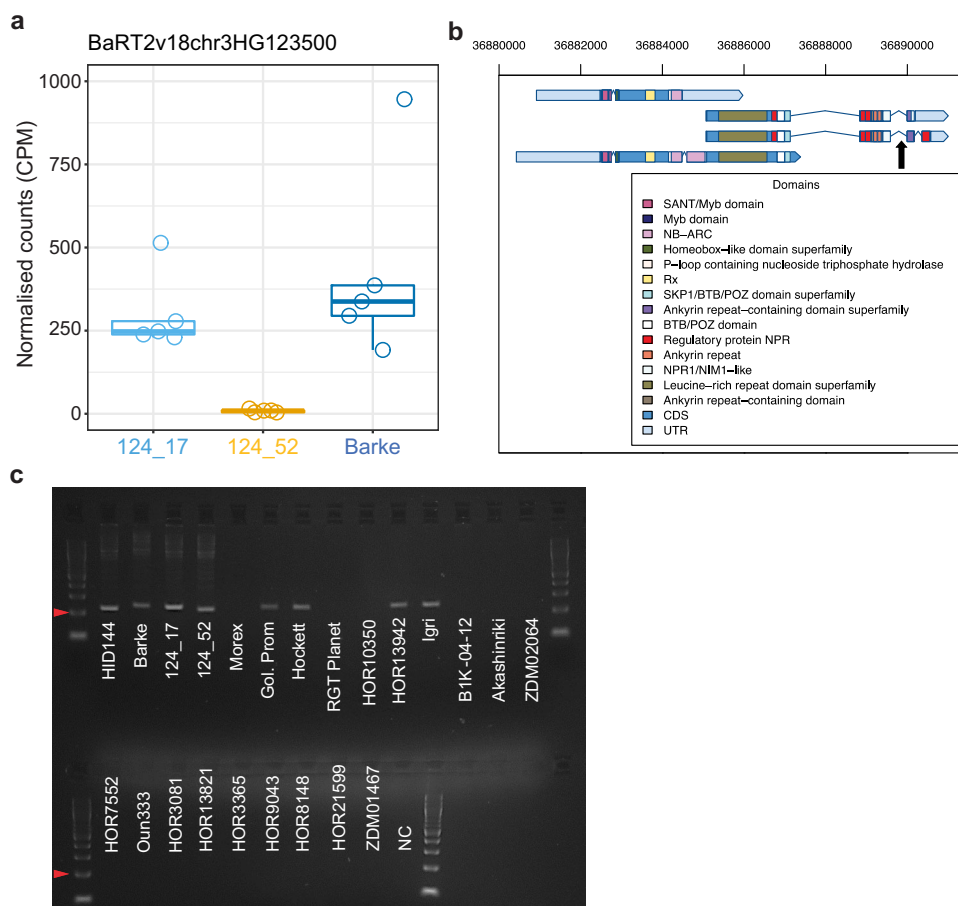 a
BaRT2v18chr3HG123500
Normalised counts (CPM)
1000
750
500
250
0
124_17
124_52
Barke
b
36880000
36882000
36884000
36886000
36888000
36890000
Domains
SANT/Myb domain
Myb domain
NB−ARC
Homeobox−like domain superfamily
P−loop containing nucleoside triphosphate hydrolase
Rx
SKP1/BTB/POZ domain superfamily
Ankyrin repeat−containing domain superfamily
BTB/POZ domain
Regulatory protein NPR
Ankyrin repeat
NPR1/NIM1−like
Leucine−rich repeat domain superfamily
Ankyrin repeat−containing domain
CDS
UTR
c
HID144
Barke
124_17
124_52
Morex
Gol. Prom
Hockett
RGT Planet
HOR10350
HOR13942
Igri
B1K-04-12
Akashinriki
ZDM02064
HOR7552
Oun333
HOR3081
HOR13821
HOR3365
HOR9043
HOR8148
HOR21599
ZDM01467
NC